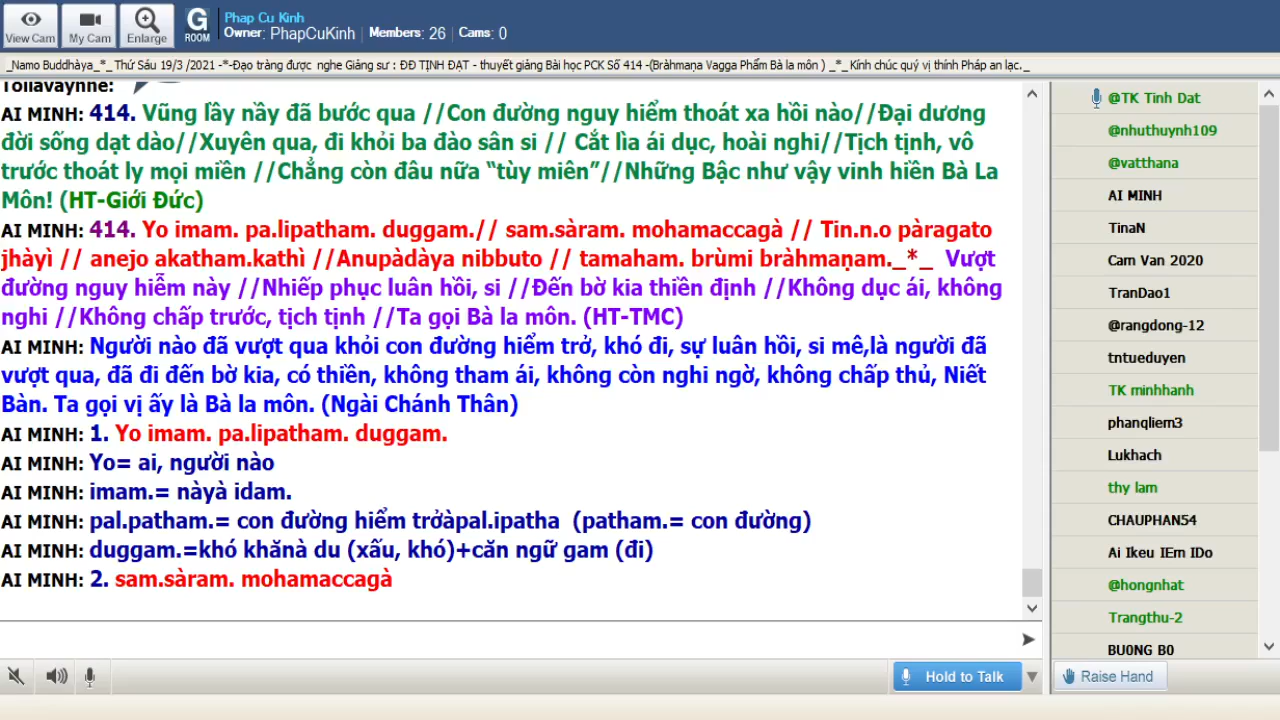 View Cam
My Cam
Enlarge
G
ROOM
Phap Cu Kinh
Owner: PhapCuKinh | Members: 26 | Cams: 0
_Namo Buddhàya_*_ Thứ Sáu 19/3 /2021 -*-Đạo tràng được nghe Giảng sư : ĐĐ TỊNH ĐẠT - thuyết giảng Bài học PCK Số 414 -(Bràhmaṇa Vagga Phẩm Bà la môn ) _*_ Kính chúc quý vị thính Pháp an lạc._
AI MINH: 414. Vũng lầy nầy đã bước qua //Con đường nguy hiểm thoát xa hồi nào//Đại dương
đời sống dạt dào//Xuyên qua, đi khỏi ba đào sân si // Cắt lìa ái dục, hoài nghi//Tịch tịnh, vô
trước thoát ly mọi miền //Chẳng còn đâu nữa “tùy miên”//Những Bậc như vậy vinh hiền Bà La
Môn! (HT-Giới Đức)
AI MINH: 414. Yo imam. pa.lipatham. duggam.// sam.sàram. mohamaccagà // Tin.n.o pàragato
jhàyì // anejo akatham.kathì //Anupàdàya nibbuto // tamaham. brùmi bràhmaṇam._*_ Vượt
đường nguy hiễm này //Nhiếp phục luân hồi, si //Đến bờ kia thiền định //Không dục ái, không
nghi //Không chấp trước, tịch tịnh //Ta gọi Bà la môn. (HT-TMC)
AI MINH: Người nào đã vượt qua khỏi con đường hiểm trở, khó đi, sự luân hồi, si mê,là người đã
vượt qua, đã đi đến bờ kia, có thiền, không tham ái, không còn nghi ngờ, không chấp thủ, Niết
Bàn. Ta gọi vị ấy là Bà la môn. (Ngài Chánh Thân)
AI MINH: 1. Yo imam. pa.lipatham. duggam.
AI MINH: Yo= ai, người nào
AI MINH: imam.= nàyà idam.
AI MINH: pal.patham.= con đường hiểm trởàpal.ipatha (patham.= con đường)
AI MINH: duggam.=khó khănà du (xấu, khó)+căn ngữ gam (đi)
AI MINH: 2. sam.sàram. mohamaccagà
Hold to Talk
@TK Tinh Dat
@nhuthuynh109
@vatthana
AI MINH
TinaN
Cam Van 2020
TranDao1
@rangdong-12
tntueduyen
TK minhhanh
phanqliem3
Lukhach
thy lam
CHAUPHAN54
Ai Ikeu IEm IDo
@hongnhat
Trangthu-2
BU0NG B0
Raise Hand